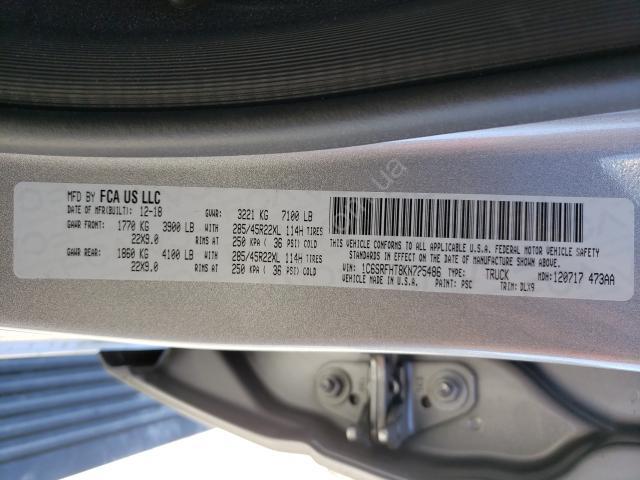 MFD BY FCA US LLC
DATE OF MFR(BUILT): 12-18 GVWR: 3221 KG 7100 LB
GAWR FRONT: 1770 KG 3900 LB WITH 285/45R22XL 114H TIRES
22X9.0 RIMS AT 250 KPA ( 36 PSI) COLD
GAWR REAR: 1860 KG 4100 LB WITH 285/45R22XL 114H TIRES
22X9.0 RIMS AT 250 KPA ( 36 PSI) COLD
THIS VEHICLE CONFORMS TO ALL APPLICABLE U.S.A. FEDERAL MOTOR VEHICLE SAFETY
STANDARDS IN EFFECT ON THE DATE OF MANUFACTURE SHOWN ABOVE.
VIN: 1C6SRFHT8KN725486 TYPE: TRUCK MDH: 120717 473AA
VEHICLE MADE IN U.S.A. PAINT: PSC TRIM: DLX9